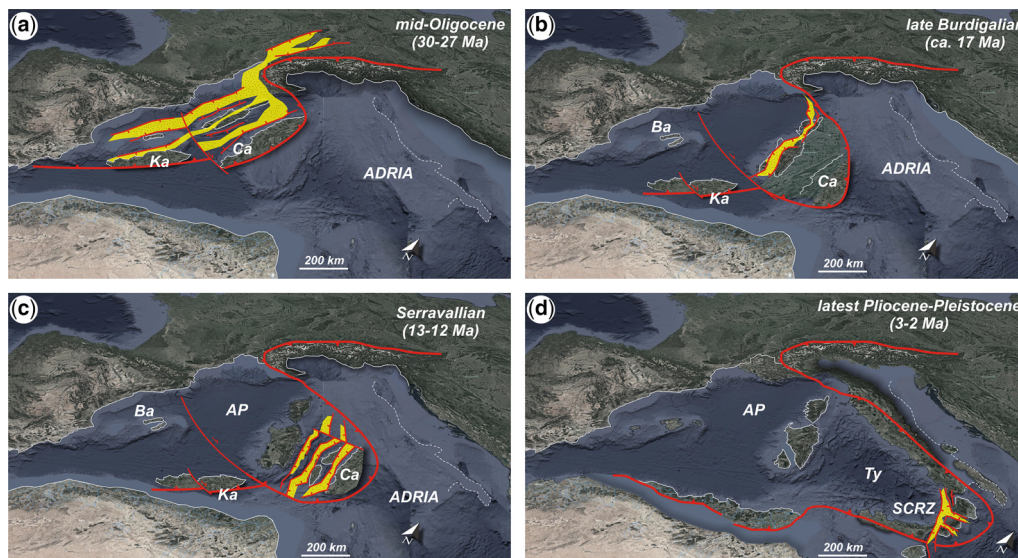 a
mid-Oligocene
(30-27 Ma)
Ka
Ca
ADRIA
N
200 km
b
late Burdigalian
(ca. 17 Ma)
Ba
Ka
Ca
ADRIA
N
200 km
c
Serravallian
(13-12 Ma)
Ba
AP
Ka
Ca
ADRIA
N
200 km
d
latest Pliocene-Pleistocene
(3-2 Ma)
AP
Ty
SCRZ
N
200 km